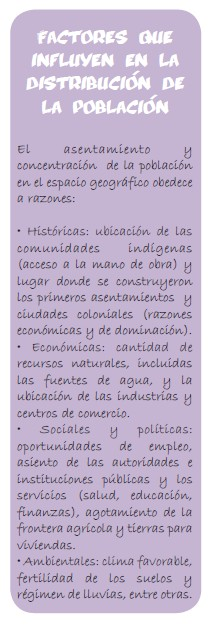 FACTORES QUE
INFLUYEN EN LA
DISTRIBUCIÓN DE
LA POBLACIÓN
El asentamiento y
concentración de la población
en el espacio geográfico obedece
a razones:
• Históricas: ubicación de las
comunidades indígenas
(acceso a la mano de obra) y
lugar donde se construyeron
los primeros asentamientos y
ciudades coloniales (razones
económicas y de dominación).
• Económicas: cantidad de
recursos naturales, incluidas
las fuentes de agua, y la
ubicación de las industrias y
centros de comercio.
• Sociales y políticas:
oportunidades de empleo,
asiento de las autoridades e
instituciones públicas y los
servicios (salud, educación,
finanzas), agotamiento de la
frontera agrícola y tierras para
viviendas.
• Ambientales: clima favorable,
fertilidad de los suelos y
régimen de lluvias, entre otras.